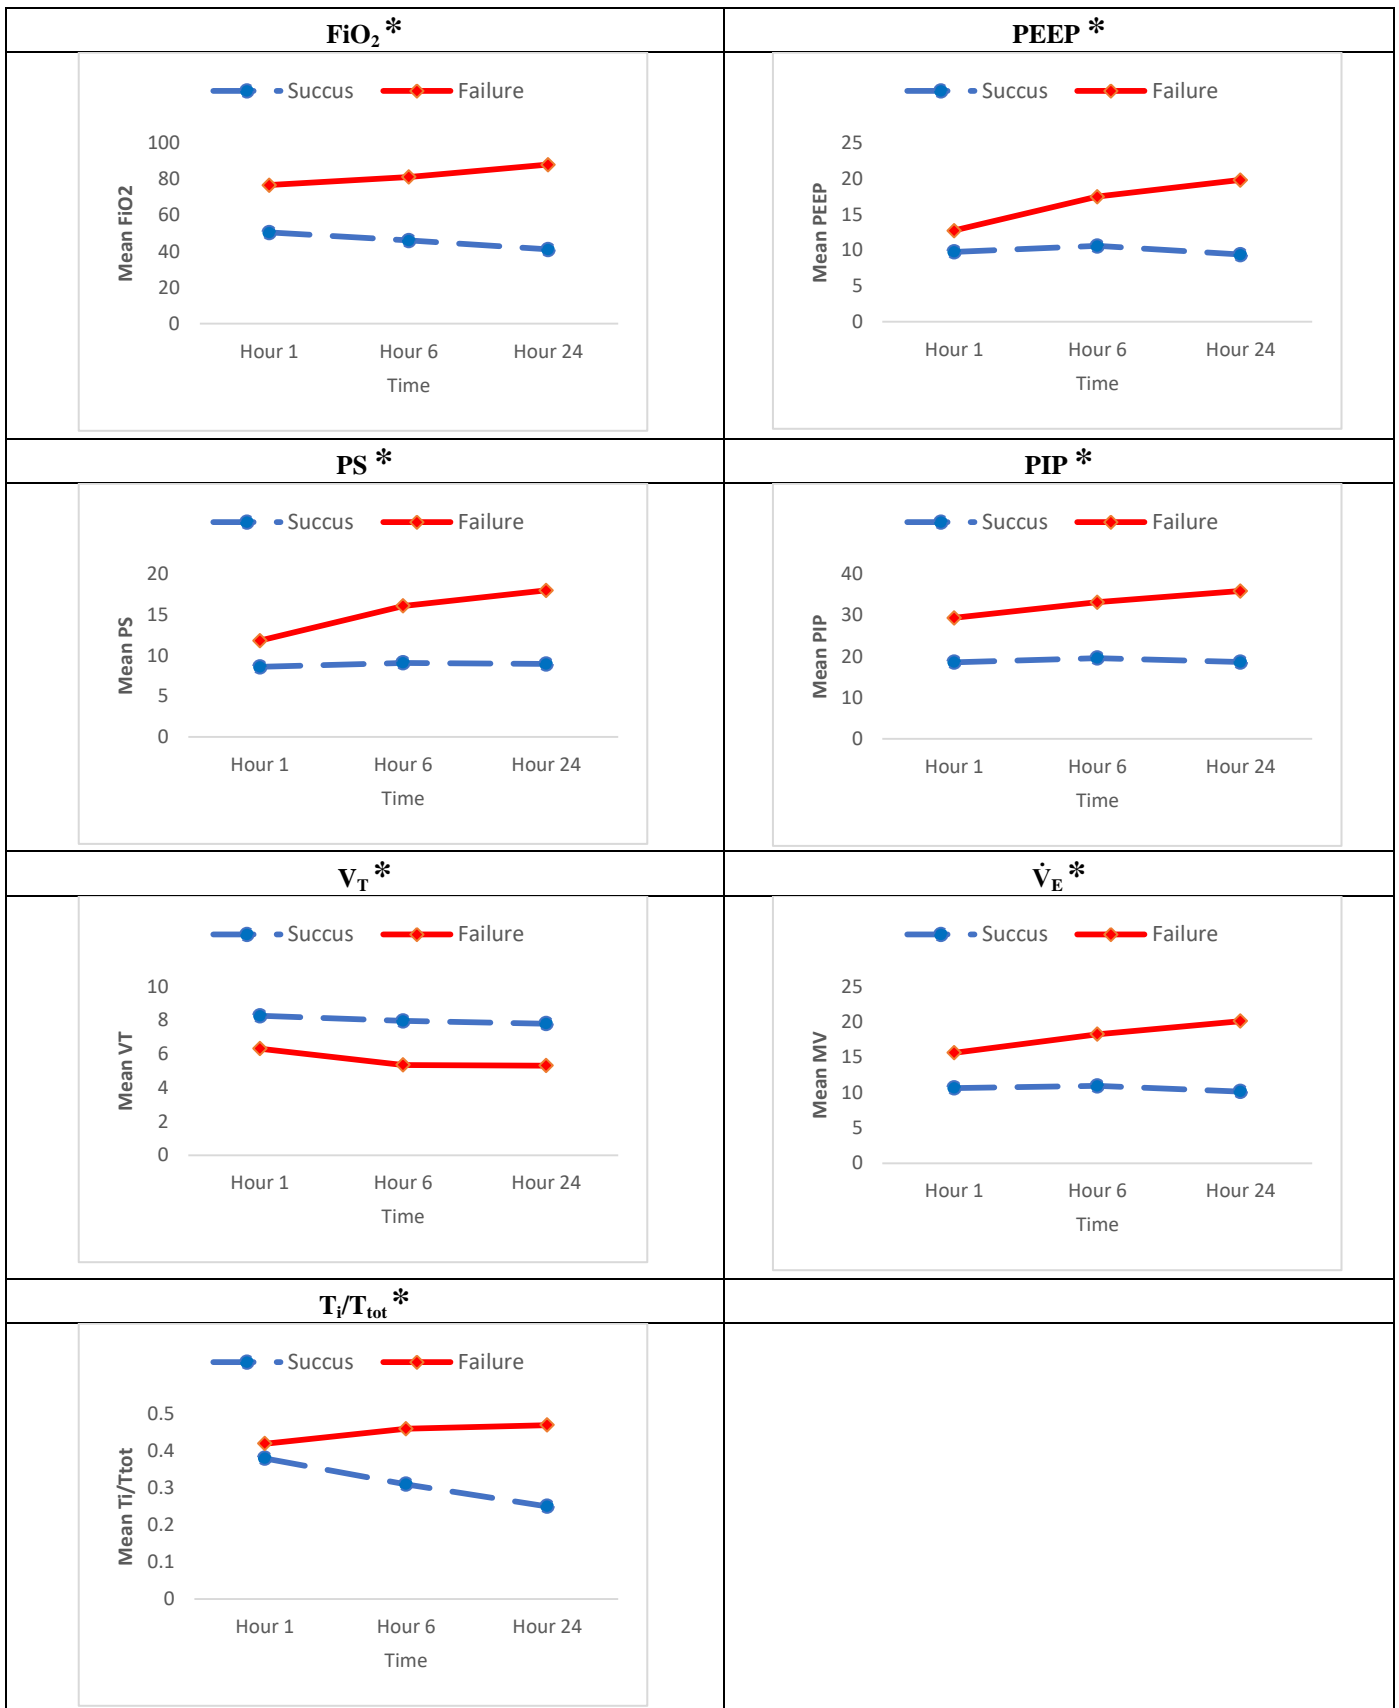 FiO2 *
Succus Failure
100
80
60
40
20
0
Mean FiO2
Hour 1 Hour 6 Hour 24
Time
PEEP *
Succus Failure
25
20
15
10
5
0
Mean PEEP
Hour 1 Hour 6 Hour 24
Time
PS *
Succus Failure
20
15
10
5
0
Mean PS
Hour 1 Hour 6 Hour 24
Time
PIP *
Succus Failure
40
30
20
10
0
Mean PIP
Hour 1 Hour 6 Hour 24
Time
VT *
Succus Failure
10
8
6
4
2
0
Mean VT
Hour 1 Hour 6 Hour 24
Time
V̇E *
Succus Failure
25
20
15
10
5
0
Mean MV
Hour 1 Hour 6 Hour 24
Time
Ti/Ttot *
Succus Failure
0.5
0.4
0.3
0.2
0.1
0
Mean Ti/Ttot
Hour 1 Hour 6 Hour 24
Time